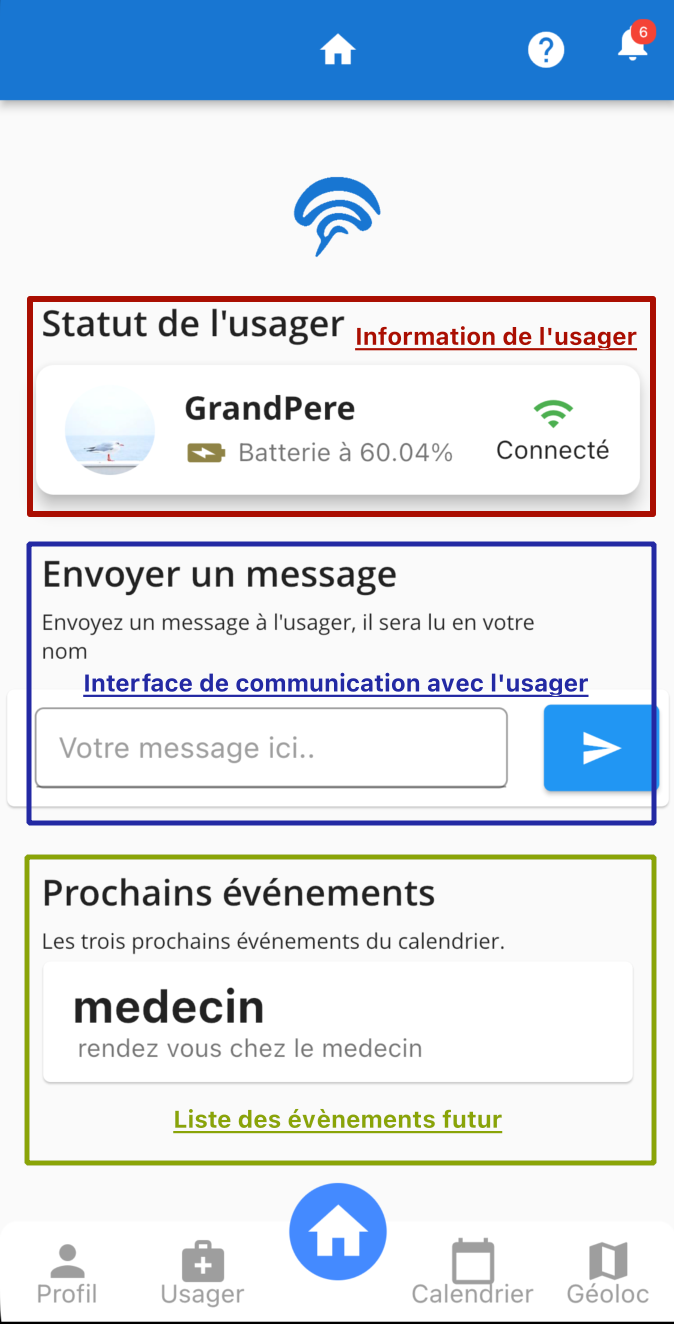 6
Statut de l'usager
Information de l'usager
GrandPere
Batterie à 60.04%
Connecté
Envoyer un message
Envoyez un message à l'usager, il sera lu en votre
nom
Interface de communication avec l'usager
Votre message ici..
Prochains événements
Les trois prochains événements du calendrier.
medecin
rendez vous chez le medecin
Liste des évènements futur
Profil
Usager
Calendrier
Géoloc